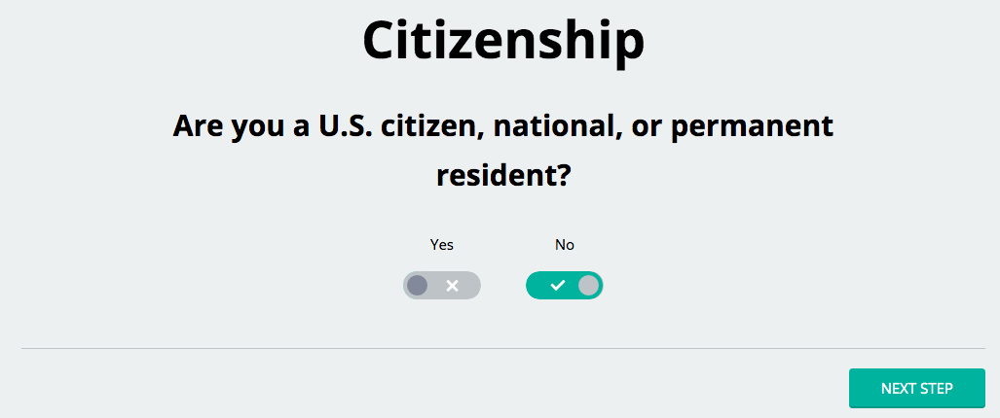 Citizenship
Are you a U.S. citizen, national, or permanent
resident?
Yes No
NEXT STEP